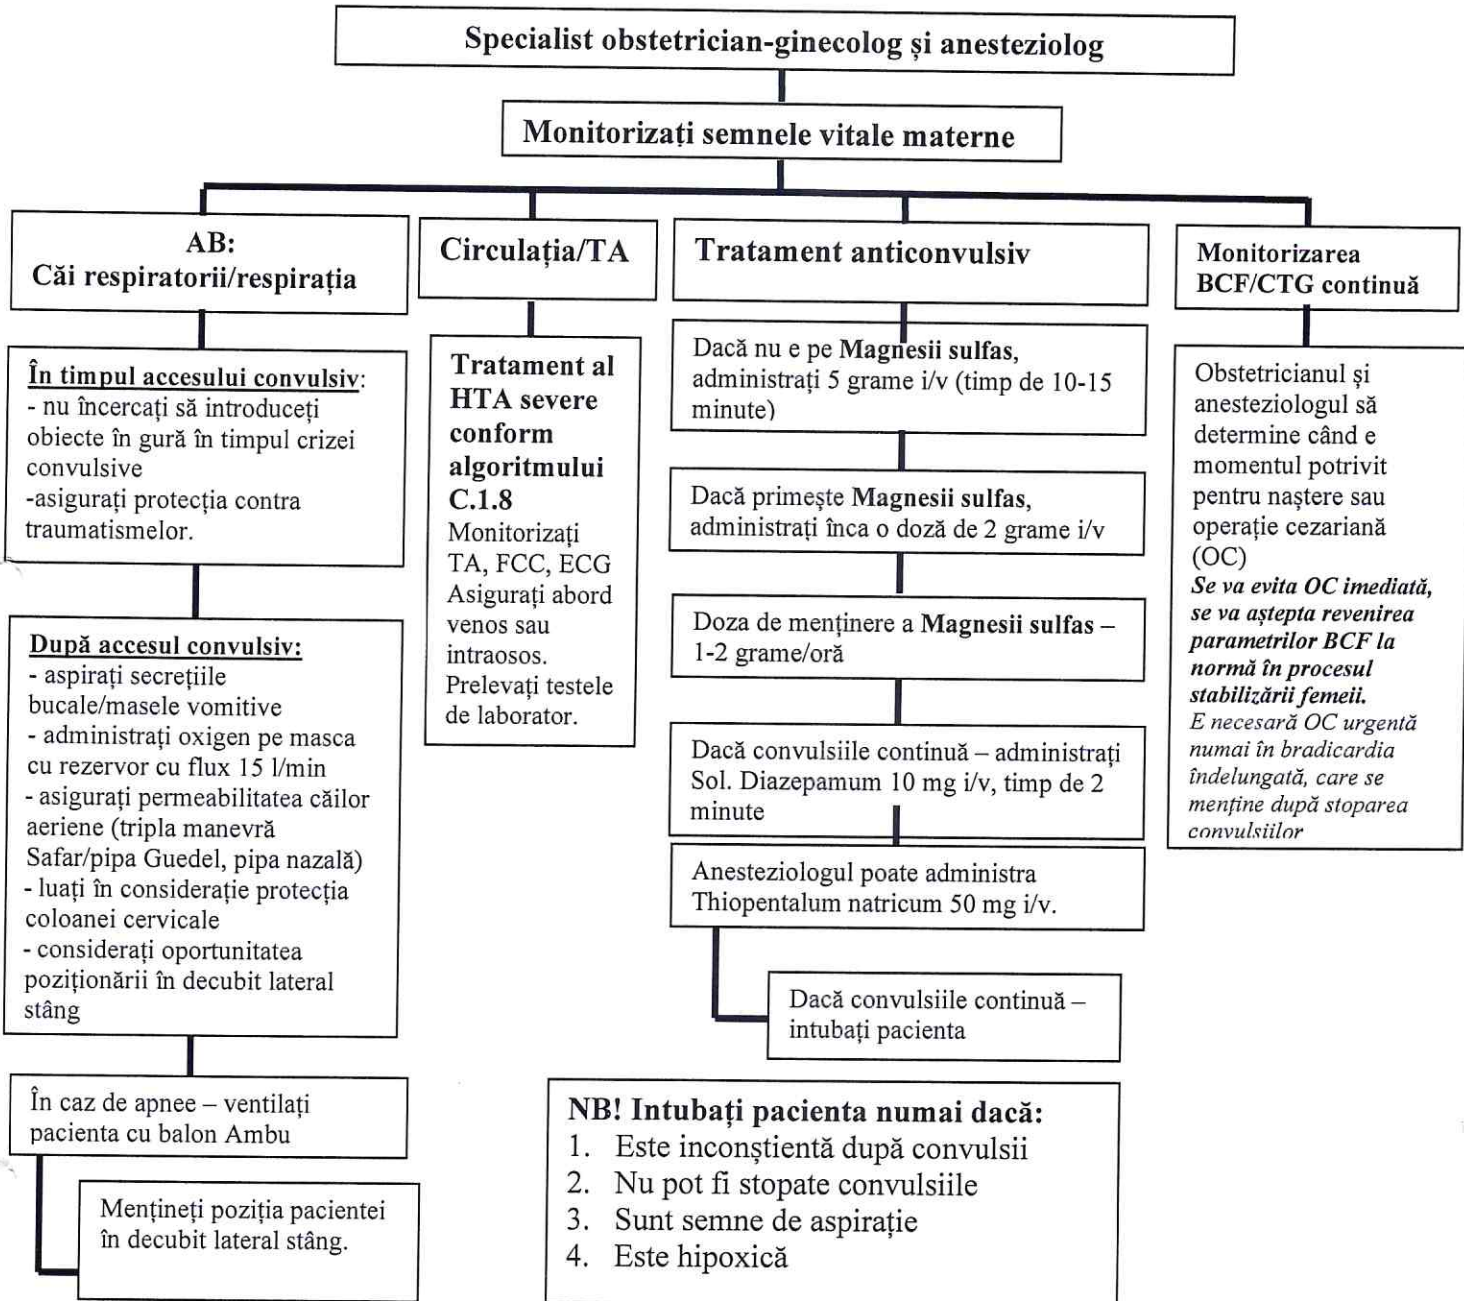 Specialist obstetrician-ginecolog și anesteziolog
Monitorizați semnele vitale materne
AB:
Căi respiratorii/respirația
În timpul accesului convulsiv:
- nu încercați să introduceți
obiecte în gură în timpul crizei
convulsive
-asigurați protecția contra
traumatismelor.
După accesul convulsiv:
- aspirați secrețiile
bucale/masele vomitive
- administrați oxigen pe masca
cu rezervor cu flux 15 l/min
- asigurați permeabilitatea căilor
aeriene (tripla manevră
Safar/pipa Guedel, pipa nazală)
- luați în considerație protecția
coloanei cervicale
- considerați oportunitatea
poziționării în decubit lateral
stâng
În caz de apnee – ventilați
pacienta cu balon Ambu
Mențineți poziția pacientei
în decubit lateral stâng.
Circulația/TA
Tratament al
HTA severe
conform
algoritmului
C.1.8
Monitorizați
TA, FCC, ECG
Asigurați abord
venos sau
intraosos.
Prelevați testele
de laborator.
Tratament anticonvulsiv
Dacă nu e pe Magnesii sulfas,
administrați 5 grame i/v (timp de 10-15
minute)
Dacă primește Magnesii sulfas,
administrați înca o doză de 2 grame i/v
Doza de menținere a Magnesii sulfas –
1-2 grame/oră
Dacă convulsiile continuă – administrați
Sol. Diazepamum 10 mg i/v, timp de 2
minute
Anesteziologul poate administra
Thiopentalum natricum 50 mg i/v.
Dacă convulsiile continuă –
intubați pacienta
NB! Intubați pacienta numai dacă:
1. Este inconștientă după convulsii
2. Nu pot fi stopate convulsiile
3. Sunt semne de aspirație
4. Este hipoxică
Monitorizarea
BCF/CTG continuă
Obstetricianul și
anesteziologul să
determine când e
momentul potrivit
pentru naștere sau
operație cezariană
(OC)
Se va evita OC imediată,
se va aștepta revenirea
parametrilor BCF la
normă în procesul
stabilizării femeii.
E necesară OC urgentă
numai în bradicardia
îndelungată, care se
menține după stoparea
convulsiilor